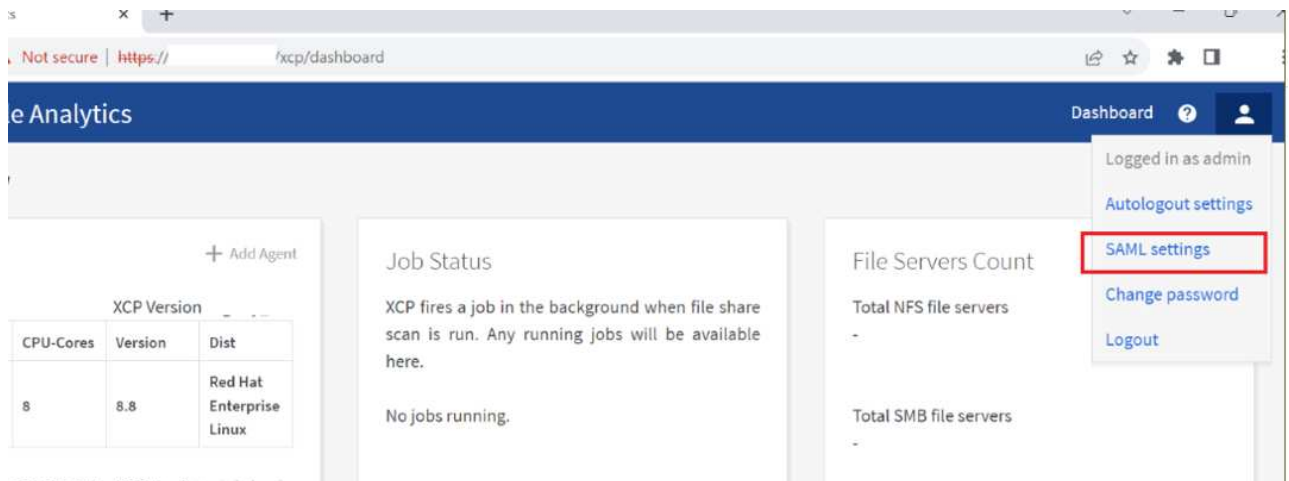 Not secure | https:// /xcp/dashboard
e Analytics
Dashboard
Logged in as admin
Autologout settings
SAML settings
Change password
Logout
+ Add Agent
XCP Version
CPU-Cores Version Dist
8 8.8 Red Hat
Enterprise
Linux
Job Status
XCP fires a job in the background when file share
scan is run. Any running jobs will be available
here.
No jobs running.
File Servers Count
Total NFS file servers
-
Total SMB file servers
-